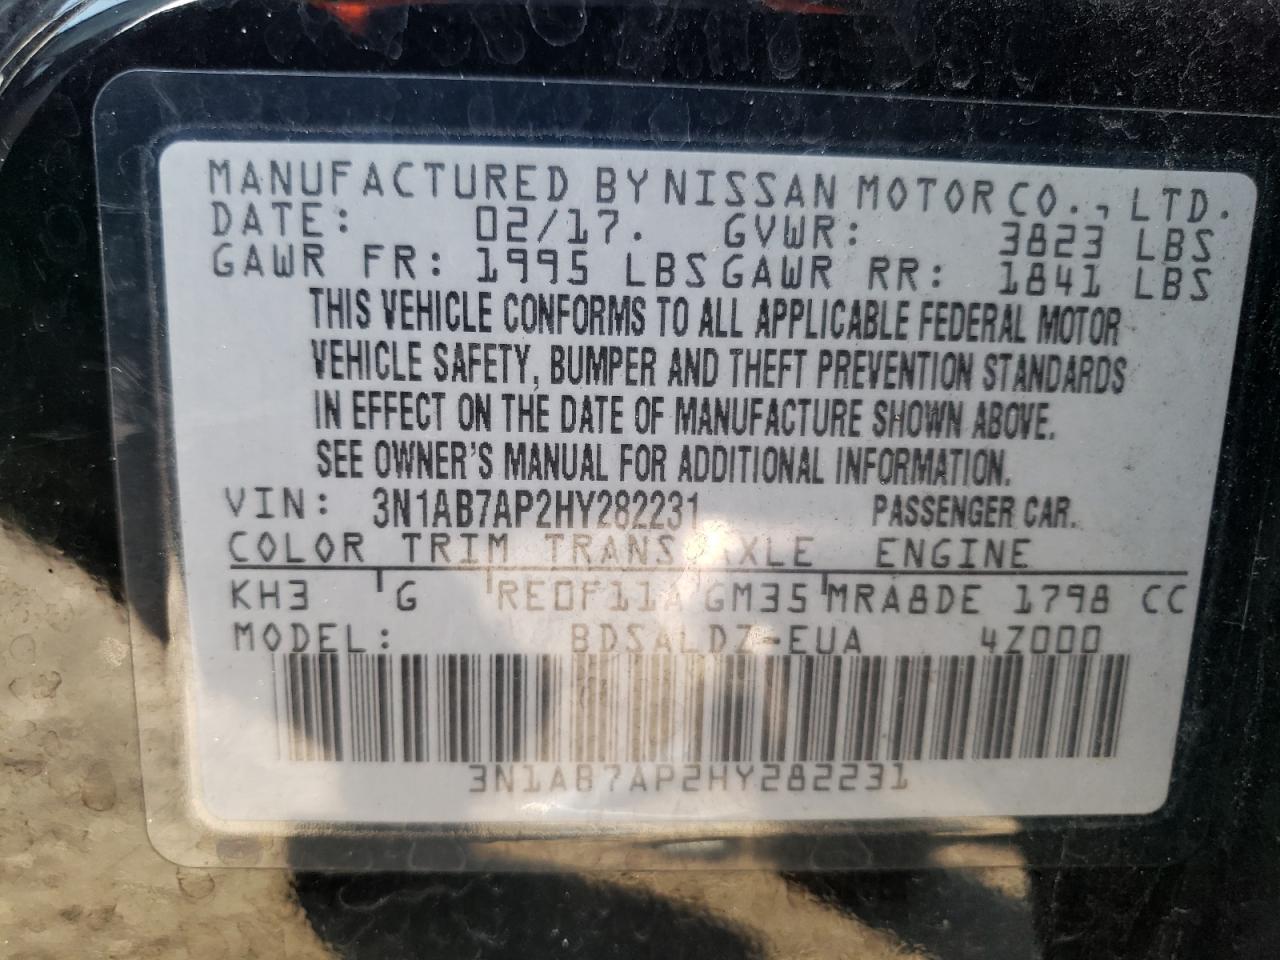 MANUFACTURED BY NISSAN MOTOR CO., LTD.
DATE: 02/17. GVWR: 3823 LBS
GAWR FR: 1995 LBS GAWR RR: 1841 LBS
THIS VEHICLE CONFORMS TO ALL APPLICABLE FEDERAL MOTOR
VEHICLE SAFETY, BUMPER AND THEFT PREVENTION STANDARDS
IN EFFECT ON THE DATE OF MANUFACTURE SHOWN ABOVE.
SEE OWNER'S MANUAL FOR ADDITIONAL INFORMATION.
VIN: 3N1AB7AP2HY282231 PASSENGER CAR.
COLOR TRIM TRANS AXLE ENGINE
KH3 G RE0F11A GM35 MRA8DE 1798 CC
MODEL: BDSALDZ-EUA 4Z000
3N1AB7AP2HY282231